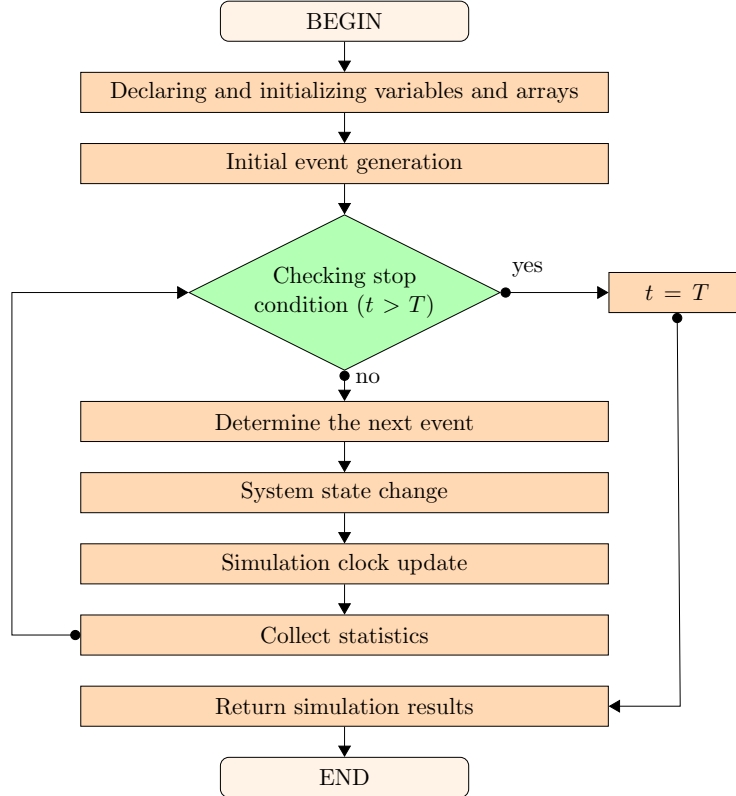 BEGIN
Declaring and initializing variables and arrays
Initial event generation
Checking stop
condition (t > T)
yes
t = T
no
Determine the next event
System state change
Simulation clock update
Collect statistics
Return simulation results
END